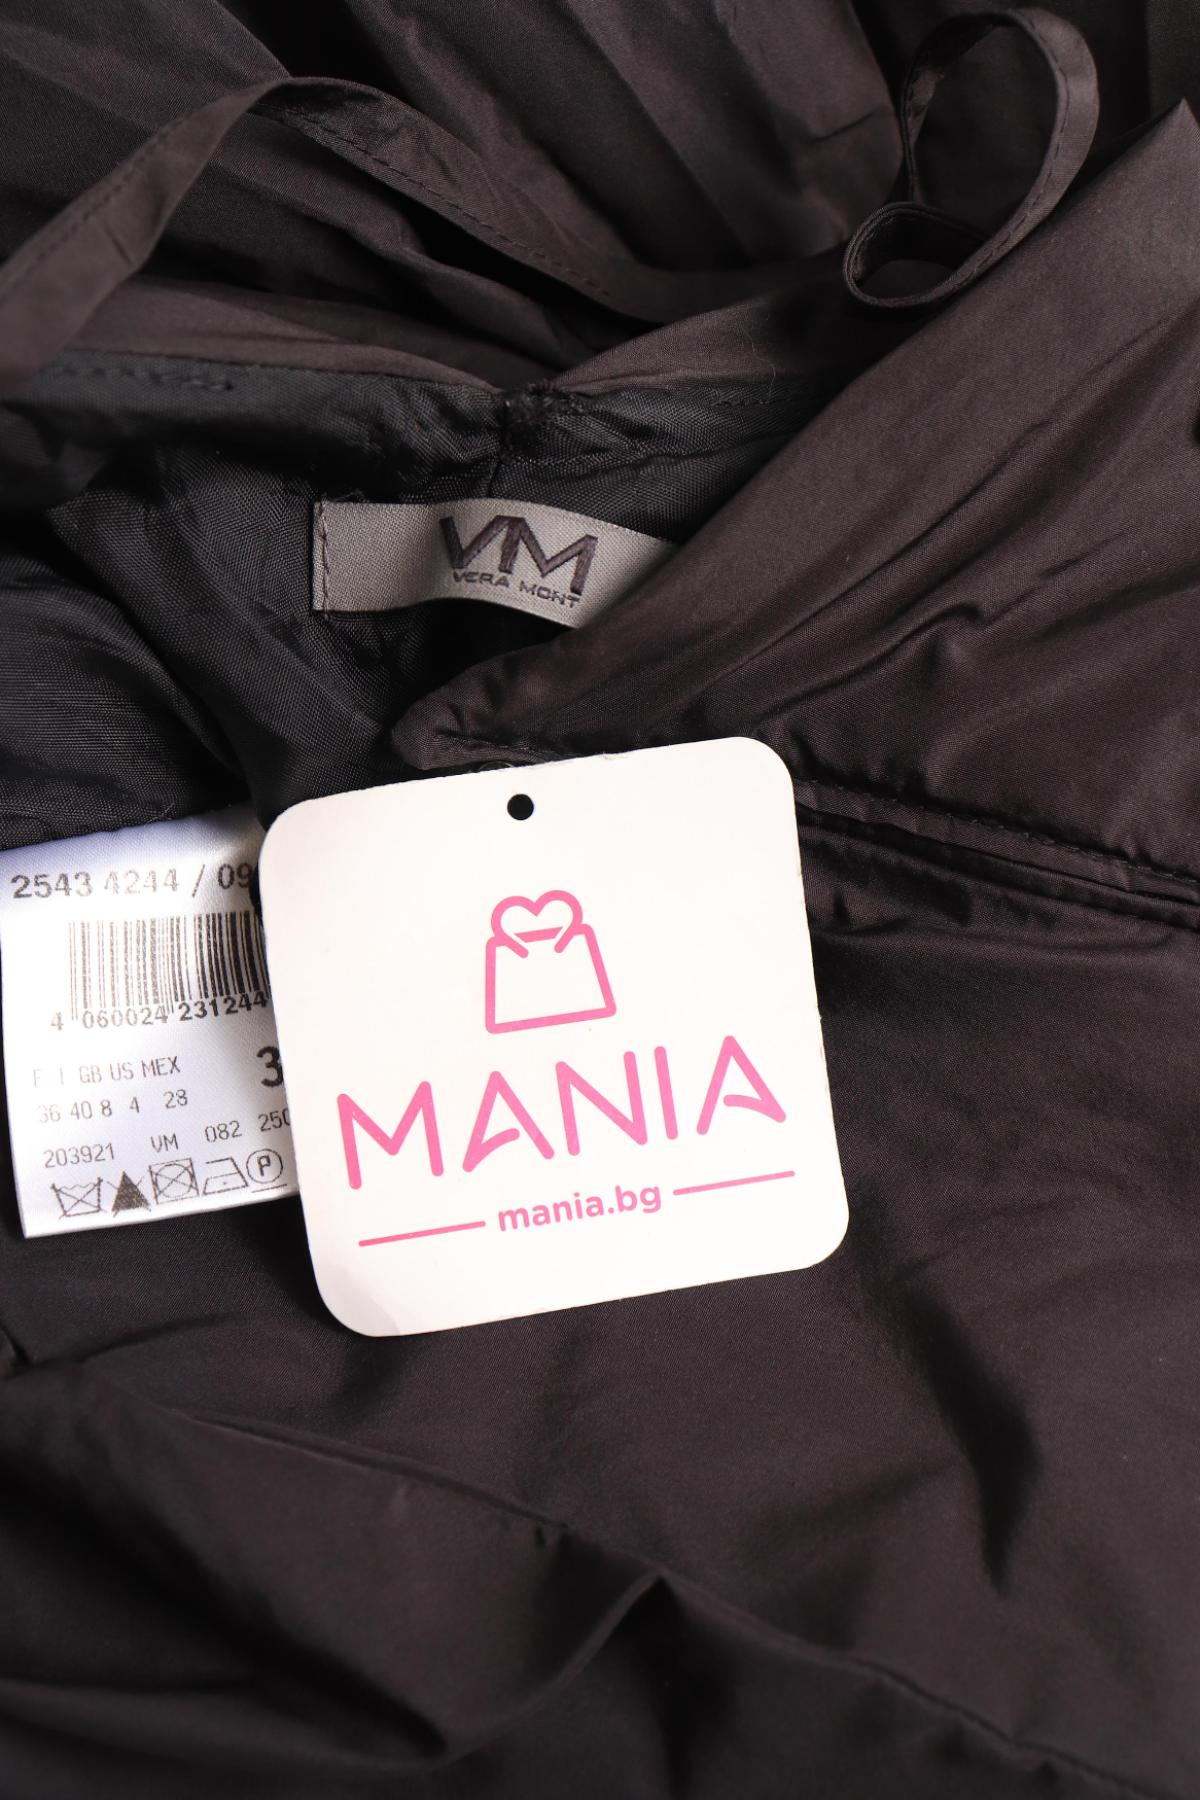 VM
VERA MONT
2543 4244 / 09
4 060024 231244
F I GB US MEX
3
36 40 8 4 28
203921 VM 082 250
P
MANIA
mania.bg